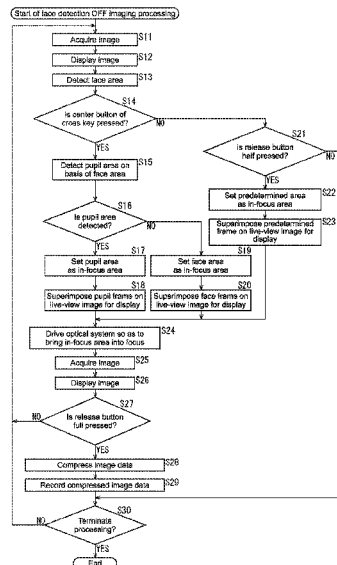 Start of face detection OFF imaging processing
S11
Acquire image
S12
Display image
S13
Detect face area
S14
Is center button of
cross key pressed?
NO
YES
S21
Is release button
half pressed?
NO
YES
S15
Detect pupil area on
basis of face area
S22
Set predetermined area
as in-focus area
S23
Superimpose predetermined
frame on live-view image for
display
S16
Is pupil area
detected?
NO
YES
S17
Set pupil area
as in-focus area
S19
Set face area
as in-focus area
S18
Superimpose pupil frame on
live-view image for display
S20
Superimpose face frame on
live-view image for display
S24
Drive optical system so as to
bring in-focus area into focus
S25
Acquire image
S26
Display image
S27
Is release button
full pressed?
NO
YES
S28
Compress image data
S29
Record compressed image data
S30
Terminate
processing?
NO
YES
End